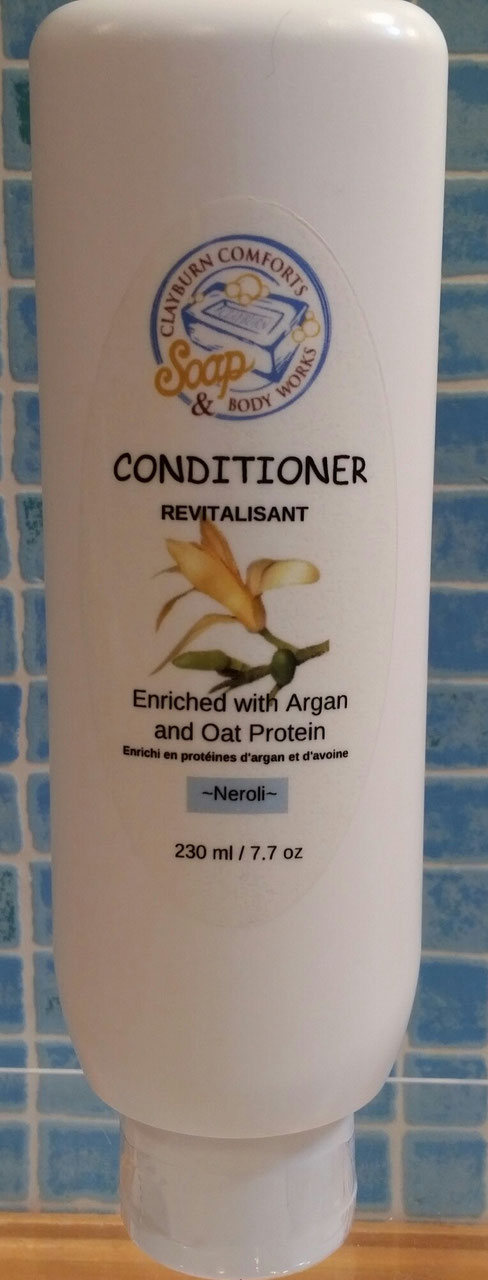 CLAYBURN COMFORTS
Soap
& BODY WORKS
CONDITIONER
REVITALISANT
Enriched with Argan
and Oat Protein
Enrichi en protéines d'argan et d'avoine
~Neroli~
230 ml / 7.7 oz